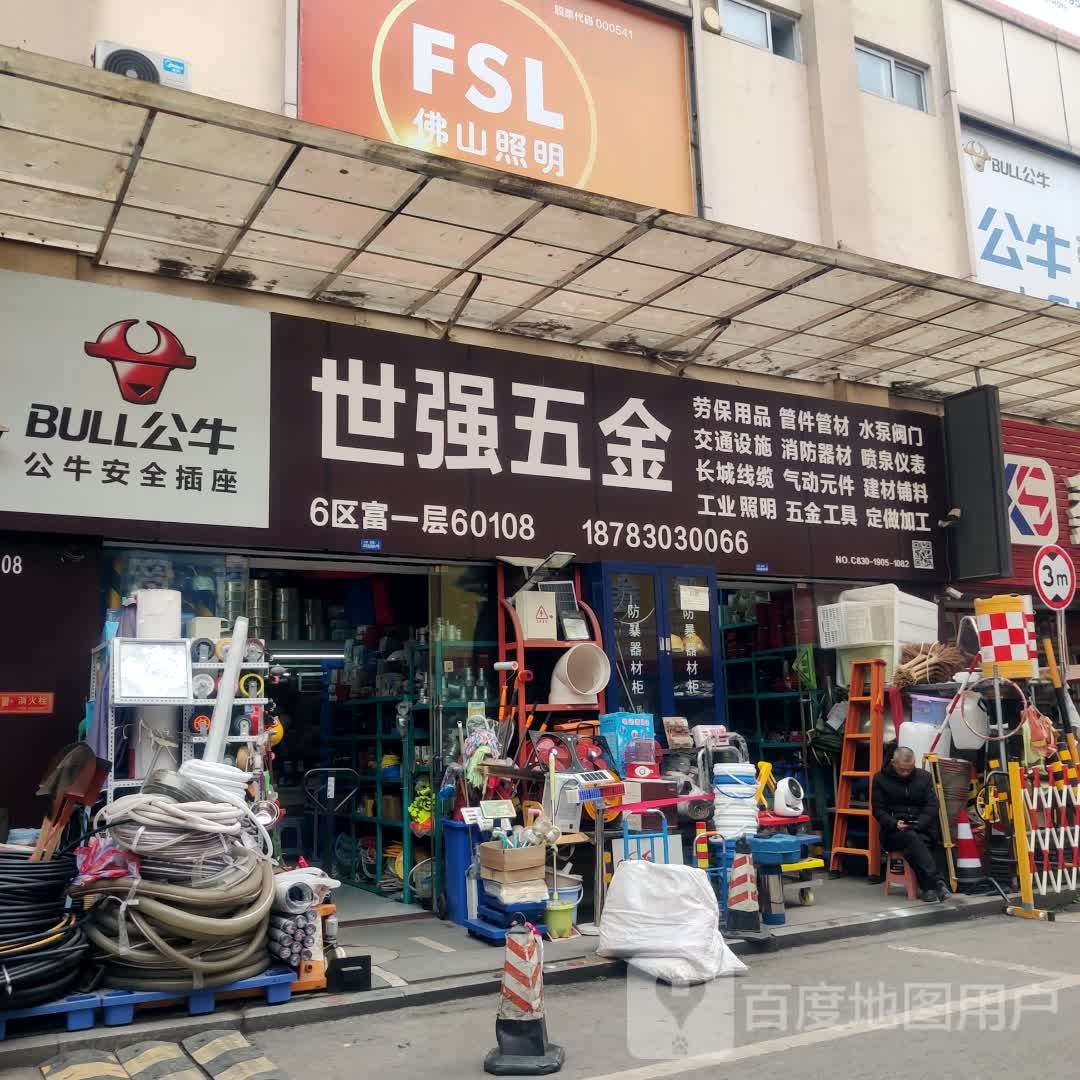 股票代码 000541
FSL
佛山照明
BULL公牛
公牛
BULL公牛
公牛安全插座
世强五金
劳保用品 管件管材 水泵阀门
交通设施 消防器材 喷泉仪表
长城线缆 气动元件 建材辅料
工业照明 五金工具 定做加工
6区富一层60108
18783030066
NO.C830-1905-1082
08
3m
防暴器材柜
防暴器材柜
消火栓
百度地图用户